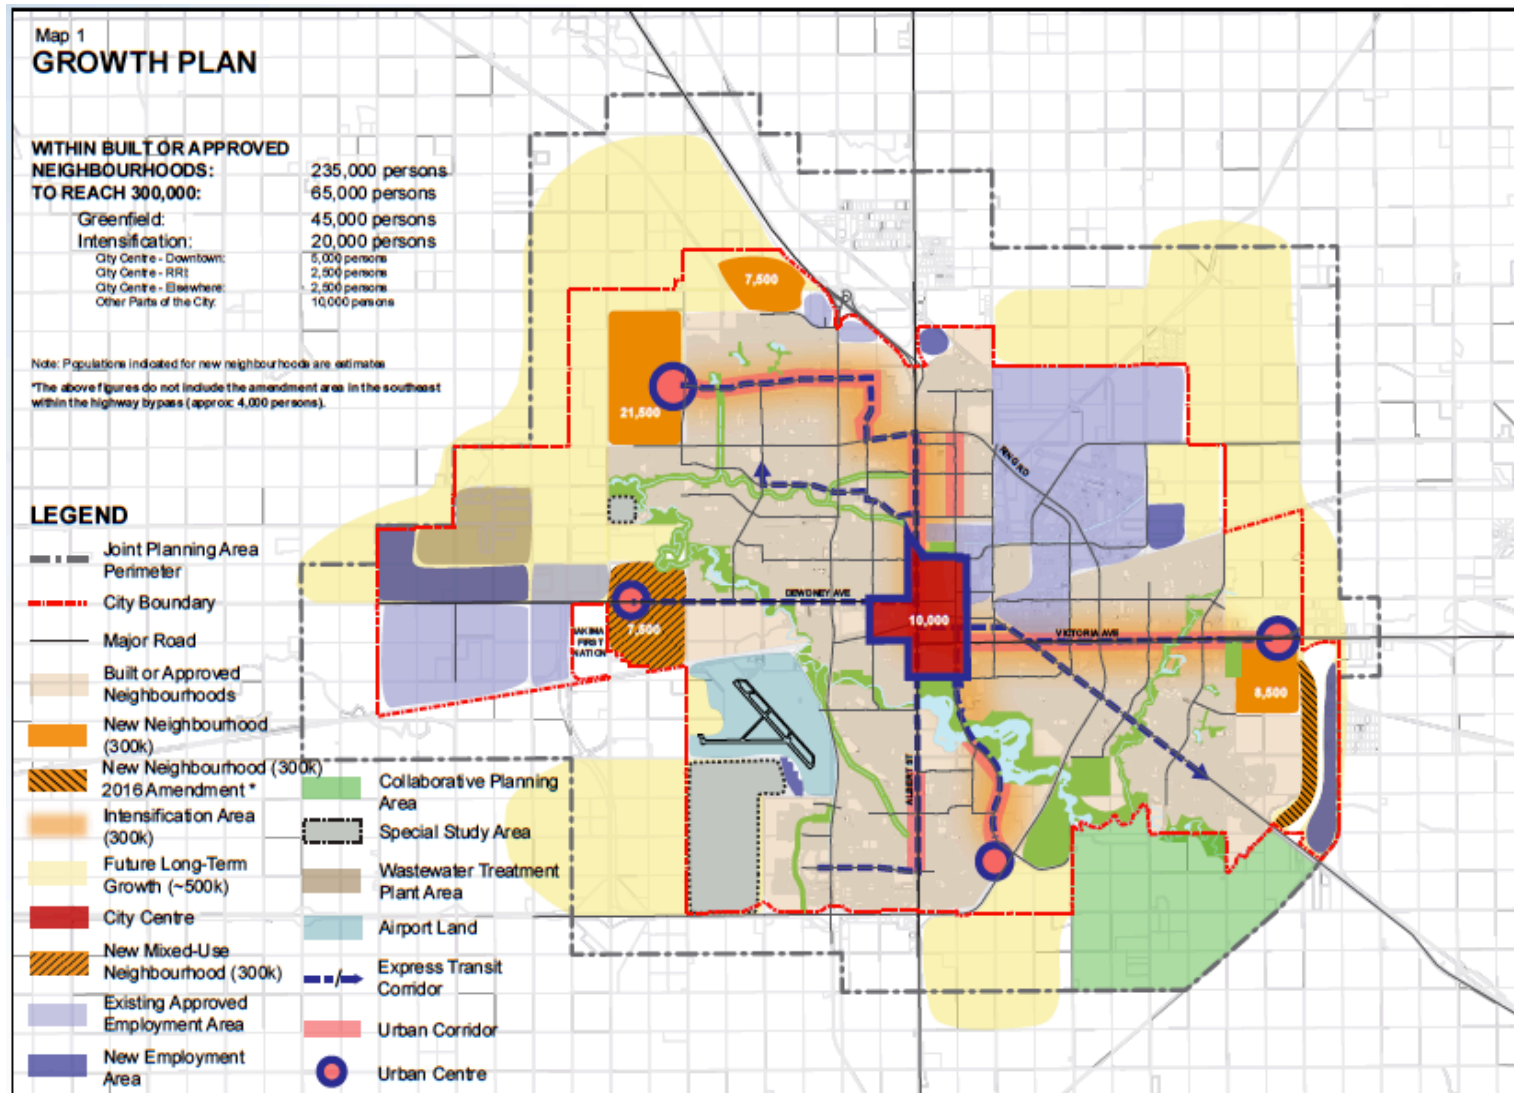 Map 1
GROWTH PLAN
WITHIN BUILT OR APPROVED
NEIGHBOURHOODS: 235,000 persons
TO REACH 300,000: 65,000 persons
Greenfield: 45,000 persons
Intensification: 20,000 persons
City Centre - Downtown: 5,000 persons
City Centre - RRI: 2,500 persons
City Centre - Elsewhere: 2,500 persons
Other Parts of the City: 10,000 persons
Note: Populations indicated for new neighbourhoods are estimates
*The above figures do not include the amendment area in the southeast
within the highway bypass (approx: 4,000 persons).
7,500
21,500
RING RD
DEWDNEY AVE
7,500
10,000
VICTORIA AVE
FIRST
NATION
8,500
ALBERT ST
LEGEND
Joint Planning Area
Perimeter
City Boundary
Major Road
Built or Approved
Neighbourhoods
New Neighbourhood
(300k)
New Neighbourhood (300k)
2016 Amendment *
Intensification Area
(300k)
Future Long-Term
Growth (~500k)
City Centre
New Mixed-Use
Neighbourhood (300k)
Existing Approved
Employment Area
New Employment
Area
Collaborative Planning
Area
Special Study Area
Wastewater Treatment
Plant Area
Airport Land
Express Transit
Corridor
Urban Corridor
Urban Centre